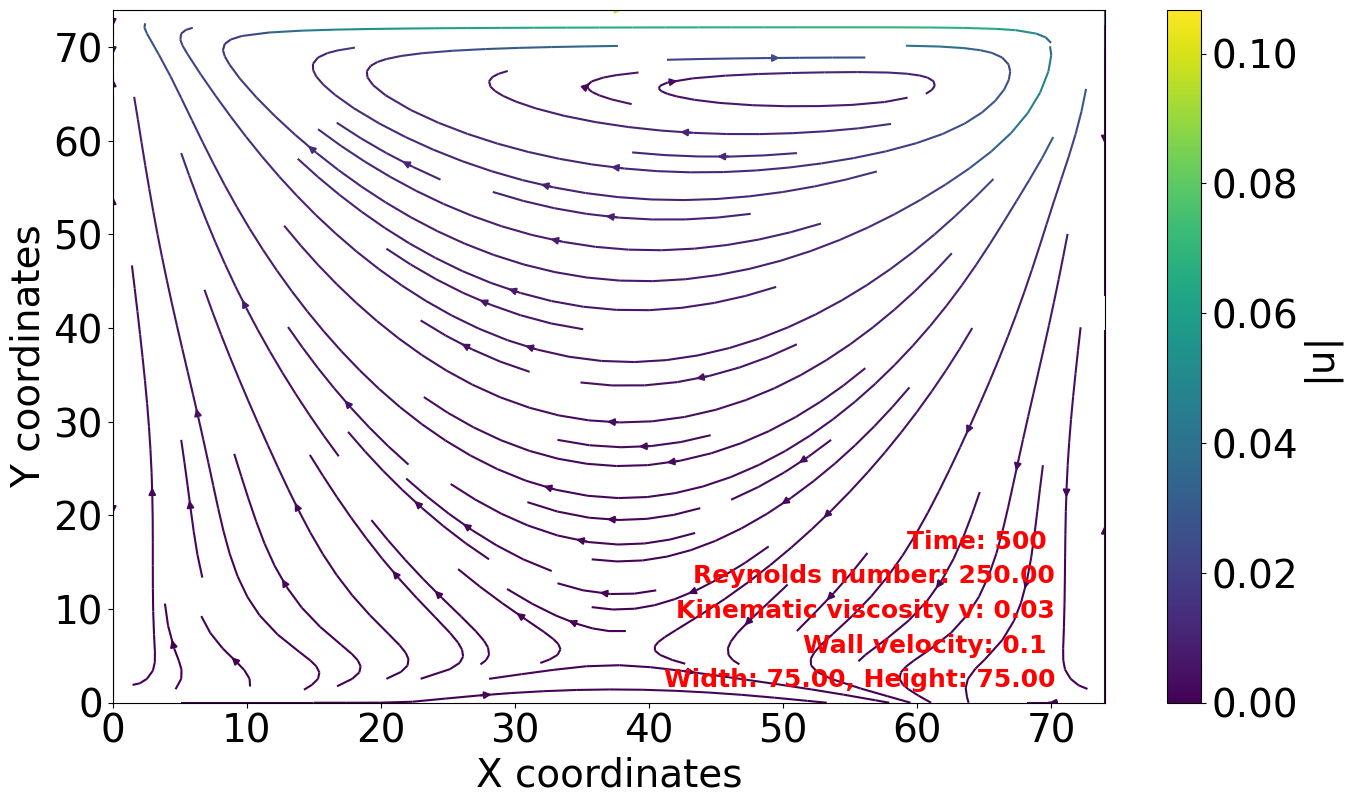 70
60
50
40
30
20
10
0
Y coordinates
0 10 20 30 40 50 60 70
X coordinates
Time: 500
Reynolds number: 250.00
Kinematic viscosity v: 0.03
Wall velocity: 0.1
Width: 75.00, Height: 75.00
0.10
0.08
0.06
0.04
0.02
0.00
|u|